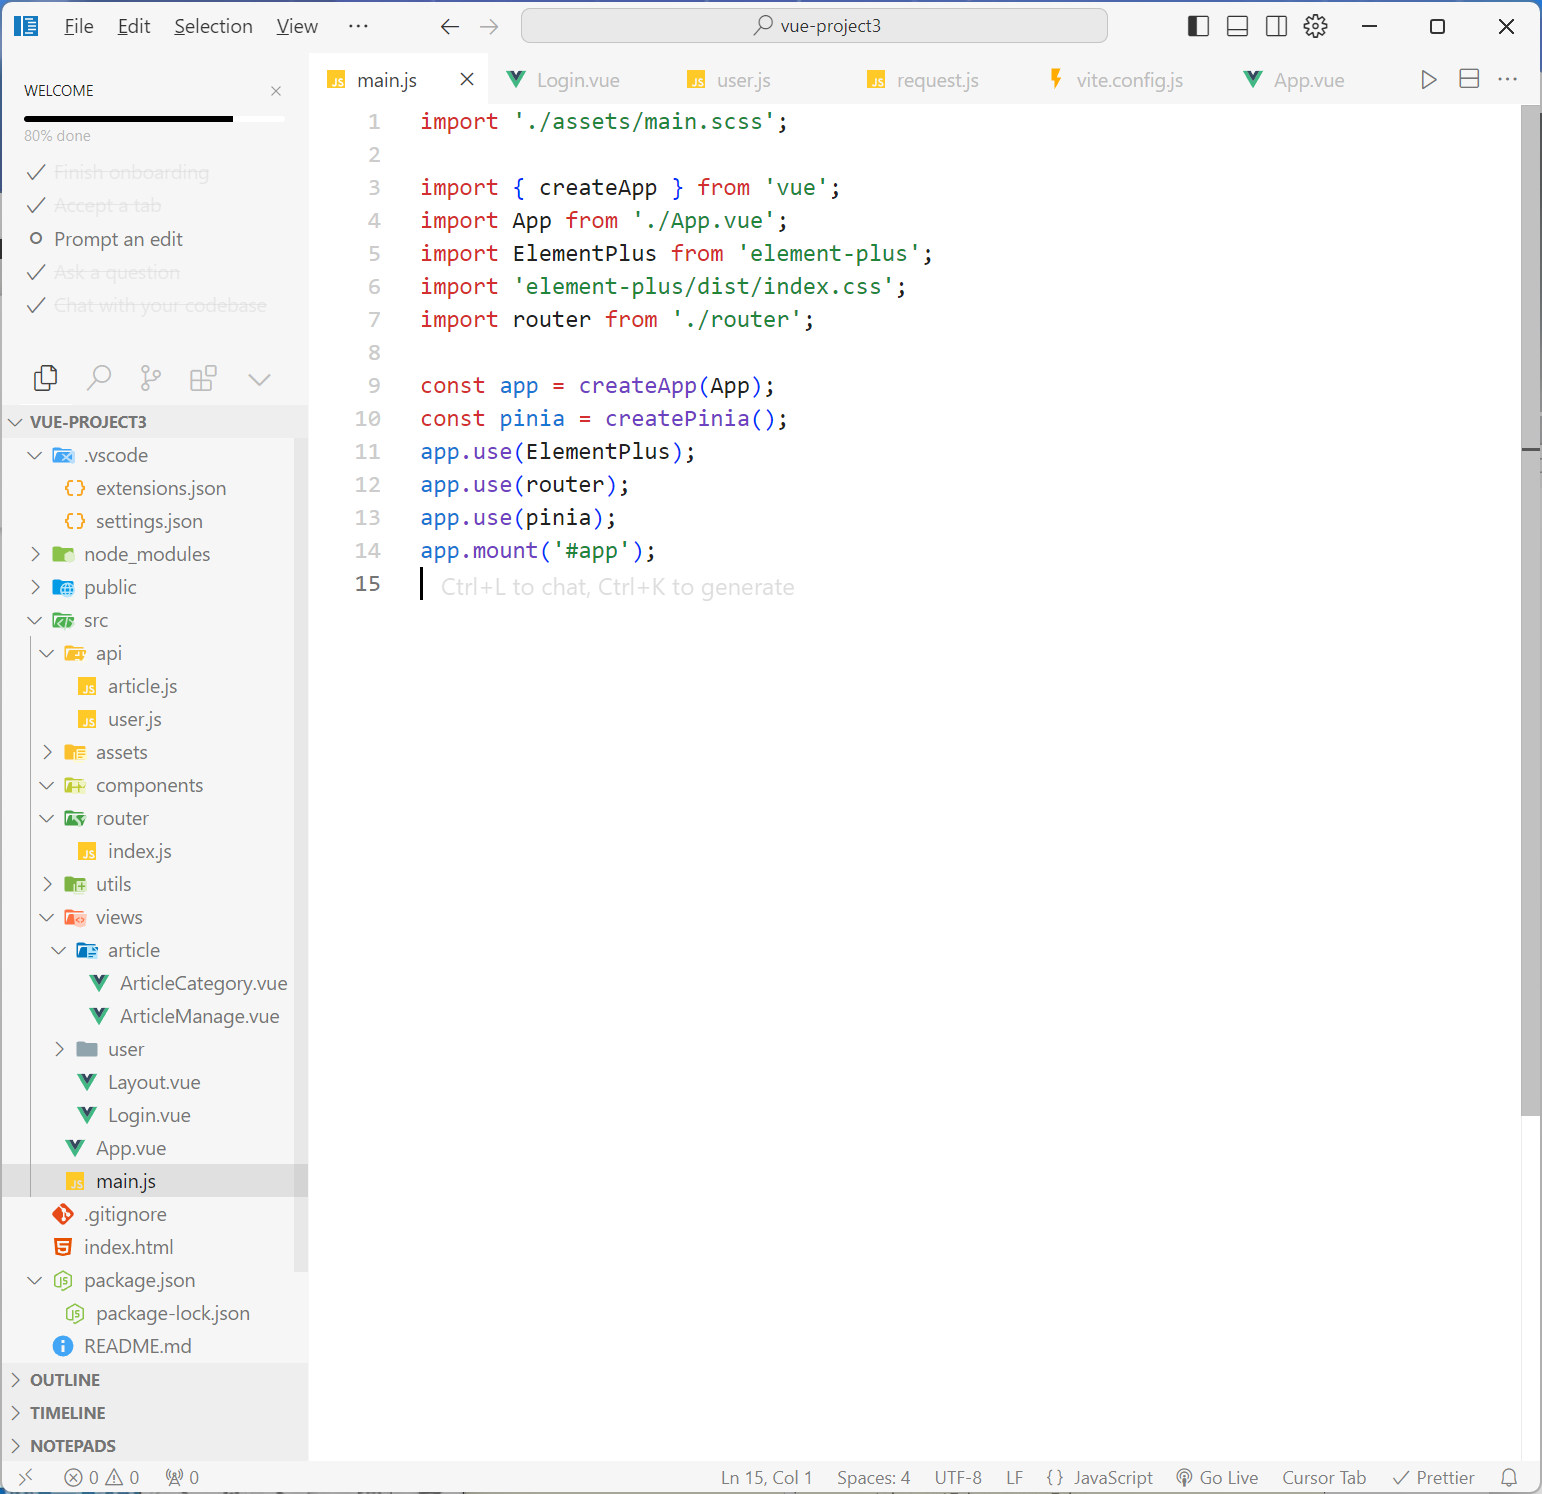 File Edit Selection View ··· vue-project3
WELCOME
80% done
Finish onboarding
Accept a tab
Prompt an edit
Ask a question
Chat with your codebase
VUE-PROJECT3
.vscode
extensions.json
settings.json
node_modules
public
src
api
article.js
user.js
assets
components
router
index.js
utils
views
article
ArticleCategory.vue
ArticleManage.vue
user
Layout.vue
Login.vue
App.vue
main.js
.gitignore
index.html
package.json
package-lock.json
README.md
OUTLINE
TIMELINE
NOTEPADS
main.js Login.vue user.js request.js vite.config.js App.vue
1 import './assets/main.scss';
2
3 import { createApp } from 'vue';
4 import App from './App.vue';
5 import ElementPlus from 'element-plus';
6 import 'element-plus/dist/index.css';
7 import router from './router';
8
9 const app = createApp(App);
10 const pinia = createPinia();
11 app.use(ElementPlus);
12 app.use(router);
13 app.use(pinia);
14 app.mount('#app');
15 Ctrl+L to chat, Ctrl+K to generate
0 0 0 Ln 15, Col 1 Spaces: 4 UTF-8 LF {} JavaScript Go Live Cursor Tab Prettier